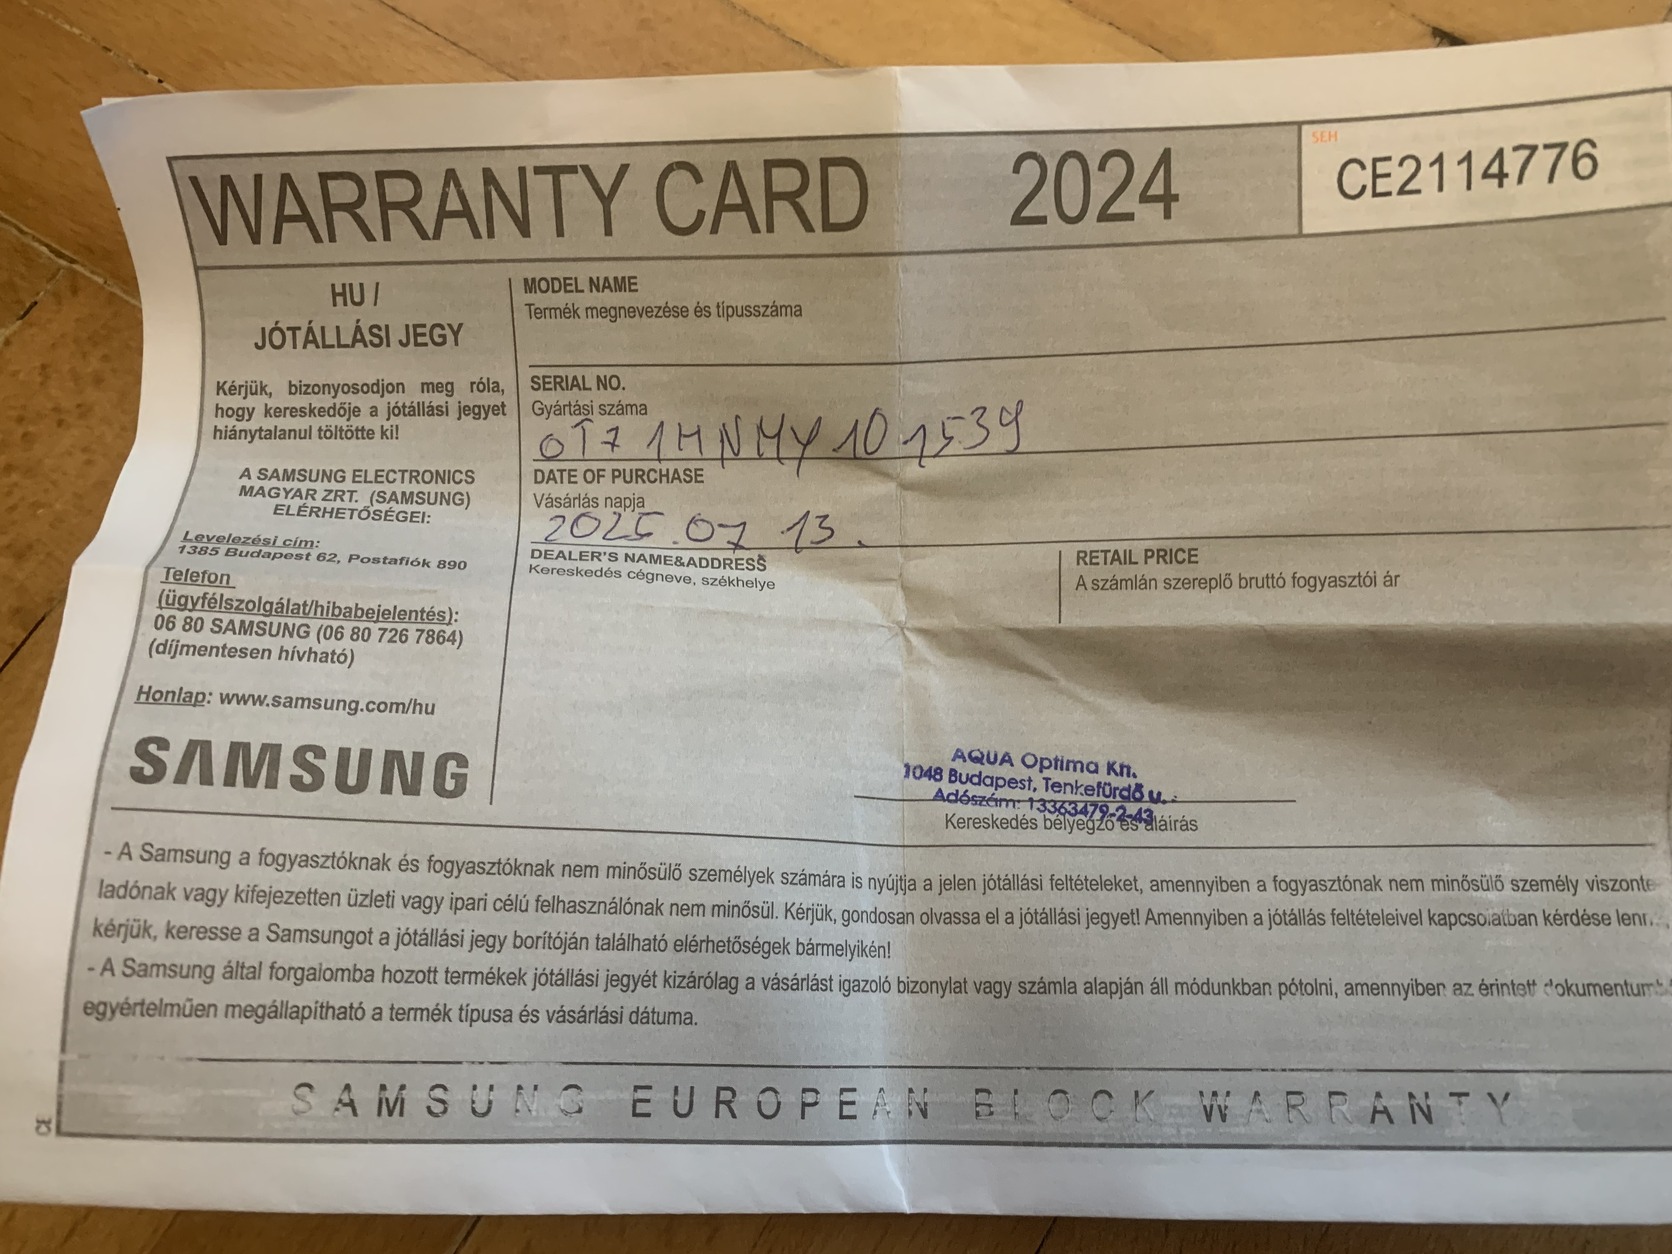 WARRANTY CARD 2024
SEH
CE2114776
HU /
JÓTÁLLÁSI JEGY
Kérjük, bizonyosodjon meg róla,
hogy kereskedője a jótállási jegyet
hiánytalanul töltötte ki!
A SAMSUNG ELECTRONICS
MAGYAR ZRT. (SAMSUNG)
ELÉRHETŐSÉGEI:
Levelezési cím:
1385 Budapest 62, Postafiók 890
Telefon
(ügyfélszolgálat/hibabejelentés):
06 80 SAMSUNG (06 80 726 7864)
(díjmentesen hívható)
Honlap: www.samsung.com/hu
SAMSUNG
MODEL NAME
Termék megnevezése és típusszáma
SERIAL NO.
Gyártási száma
0T71HNMY101539
DATE OF PURCHASE
Vásárlás napja
2025.07 13.
DEALER'S NAME&ADDRESS
Kereskedés cégneve, székhelye
RETAIL PRICE
A számlán szereplő bruttó fogyasztói ár
AQUA Optima Kft.
1048 Budapest, Tenkefürdő u.
Adószám: 13363479-2-43
Kereskedés bélyegző és aláírás
- A Samsung a fogyasztóknak és fogyasztóknak nem minősülő személyek számára is nyújtja a jelen jótállási feltételeket, amennyiben a fogyasztónak nem minősülő személy viszonte
ladónak vagy kifejezetten üzleti vagy ipari célú felhasználónak nem minősül. Kérjük, gondosan olvassa el a jótállási jegyet! Amennyiben a jótállás feltételeivel kapcsolatban kérdése
kérjük, keresse a Samsungot a jótállási jegy borítóján található elérhetőségek bármelyikén!
- A Samsung által forgalomba hozott termékek jótállási jegyét kizárólag a vásárlást igazoló bizonylat vagy számla alapján áll módunkban pótolni, amennyiben az érintett
egyértelműen megállapítható a termék típusa és vásárlási dátuma.
SAMSUNG EUROPEAN BLOCK WARRANTY
CE